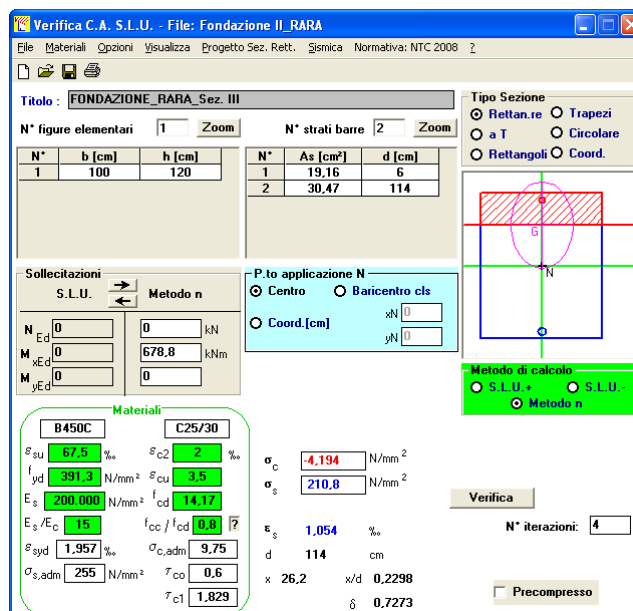 Verifica C.A. S.L.U. - File: Fondazione II_RARA
File Materiali Opzioni Visualizza Progetto Sez. Rett. Sismica Normativa: NTC 2008 ?
Titolo : FONDAZIONE_RARA_Sez. III
N° figure elementari 1 Zoom
N° strati barre 2 Zoom
N° b [cm] h [cm]
1 100 120
N° As [cm²] d [cm]
1 19,16 6
2 30,47 114
Tipo Sezione
Rettan.re Trapezi
a T Circolare
Rettangoli Coord.
G
N
Sollecitazioni
S.L.U. Metodo n
N Ed 0 0 kN
M xEd 0 678,8 kNm
M yEd 0 0
P.to applicazione N
Centro Baricentro cls
Coord.[cm] xN 0
yN 0
Metodo di calcolo
S.L.U.+ S.L.U.-
Metodo n
Materiali
B450C C25/30
εsu 67,5 ‰ εc2 2 ‰
fyd 391,3 N/mm² εcu 3,5
Es 200.000 N/mm² fcd 14,17
Es/Ec 15 fcc/fcd 0,8 ?
εsyd 1,957 ‰ σc,adm 9,75
σs,adm 255 N/mm² τco 0,6
τc1 1,829
σc -4,194 N/mm²
σs 210,8 N/mm²
εs 1,054 ‰
d 114 cm
x 26,2 x/d 0,2298
δ 0,7273
Verifica
N° iterazioni: 4
Precompresso